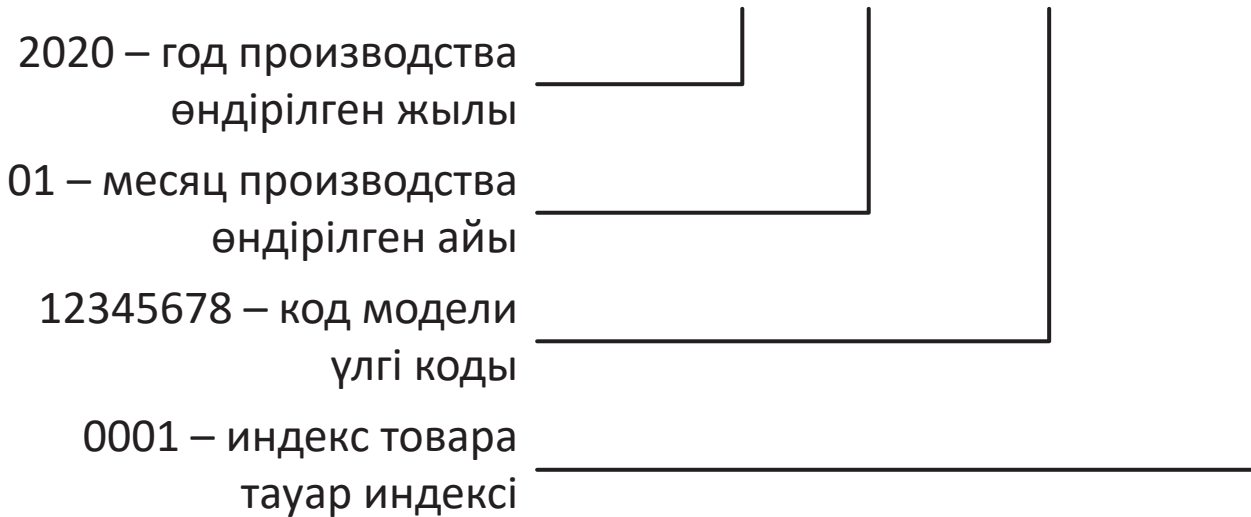 2020 – год производства
өндірілген жылы
01 – месяц производства
өндірілген айы
12345678 – код модели
үлгі коды
0001 – индекс товара
тауар индексі